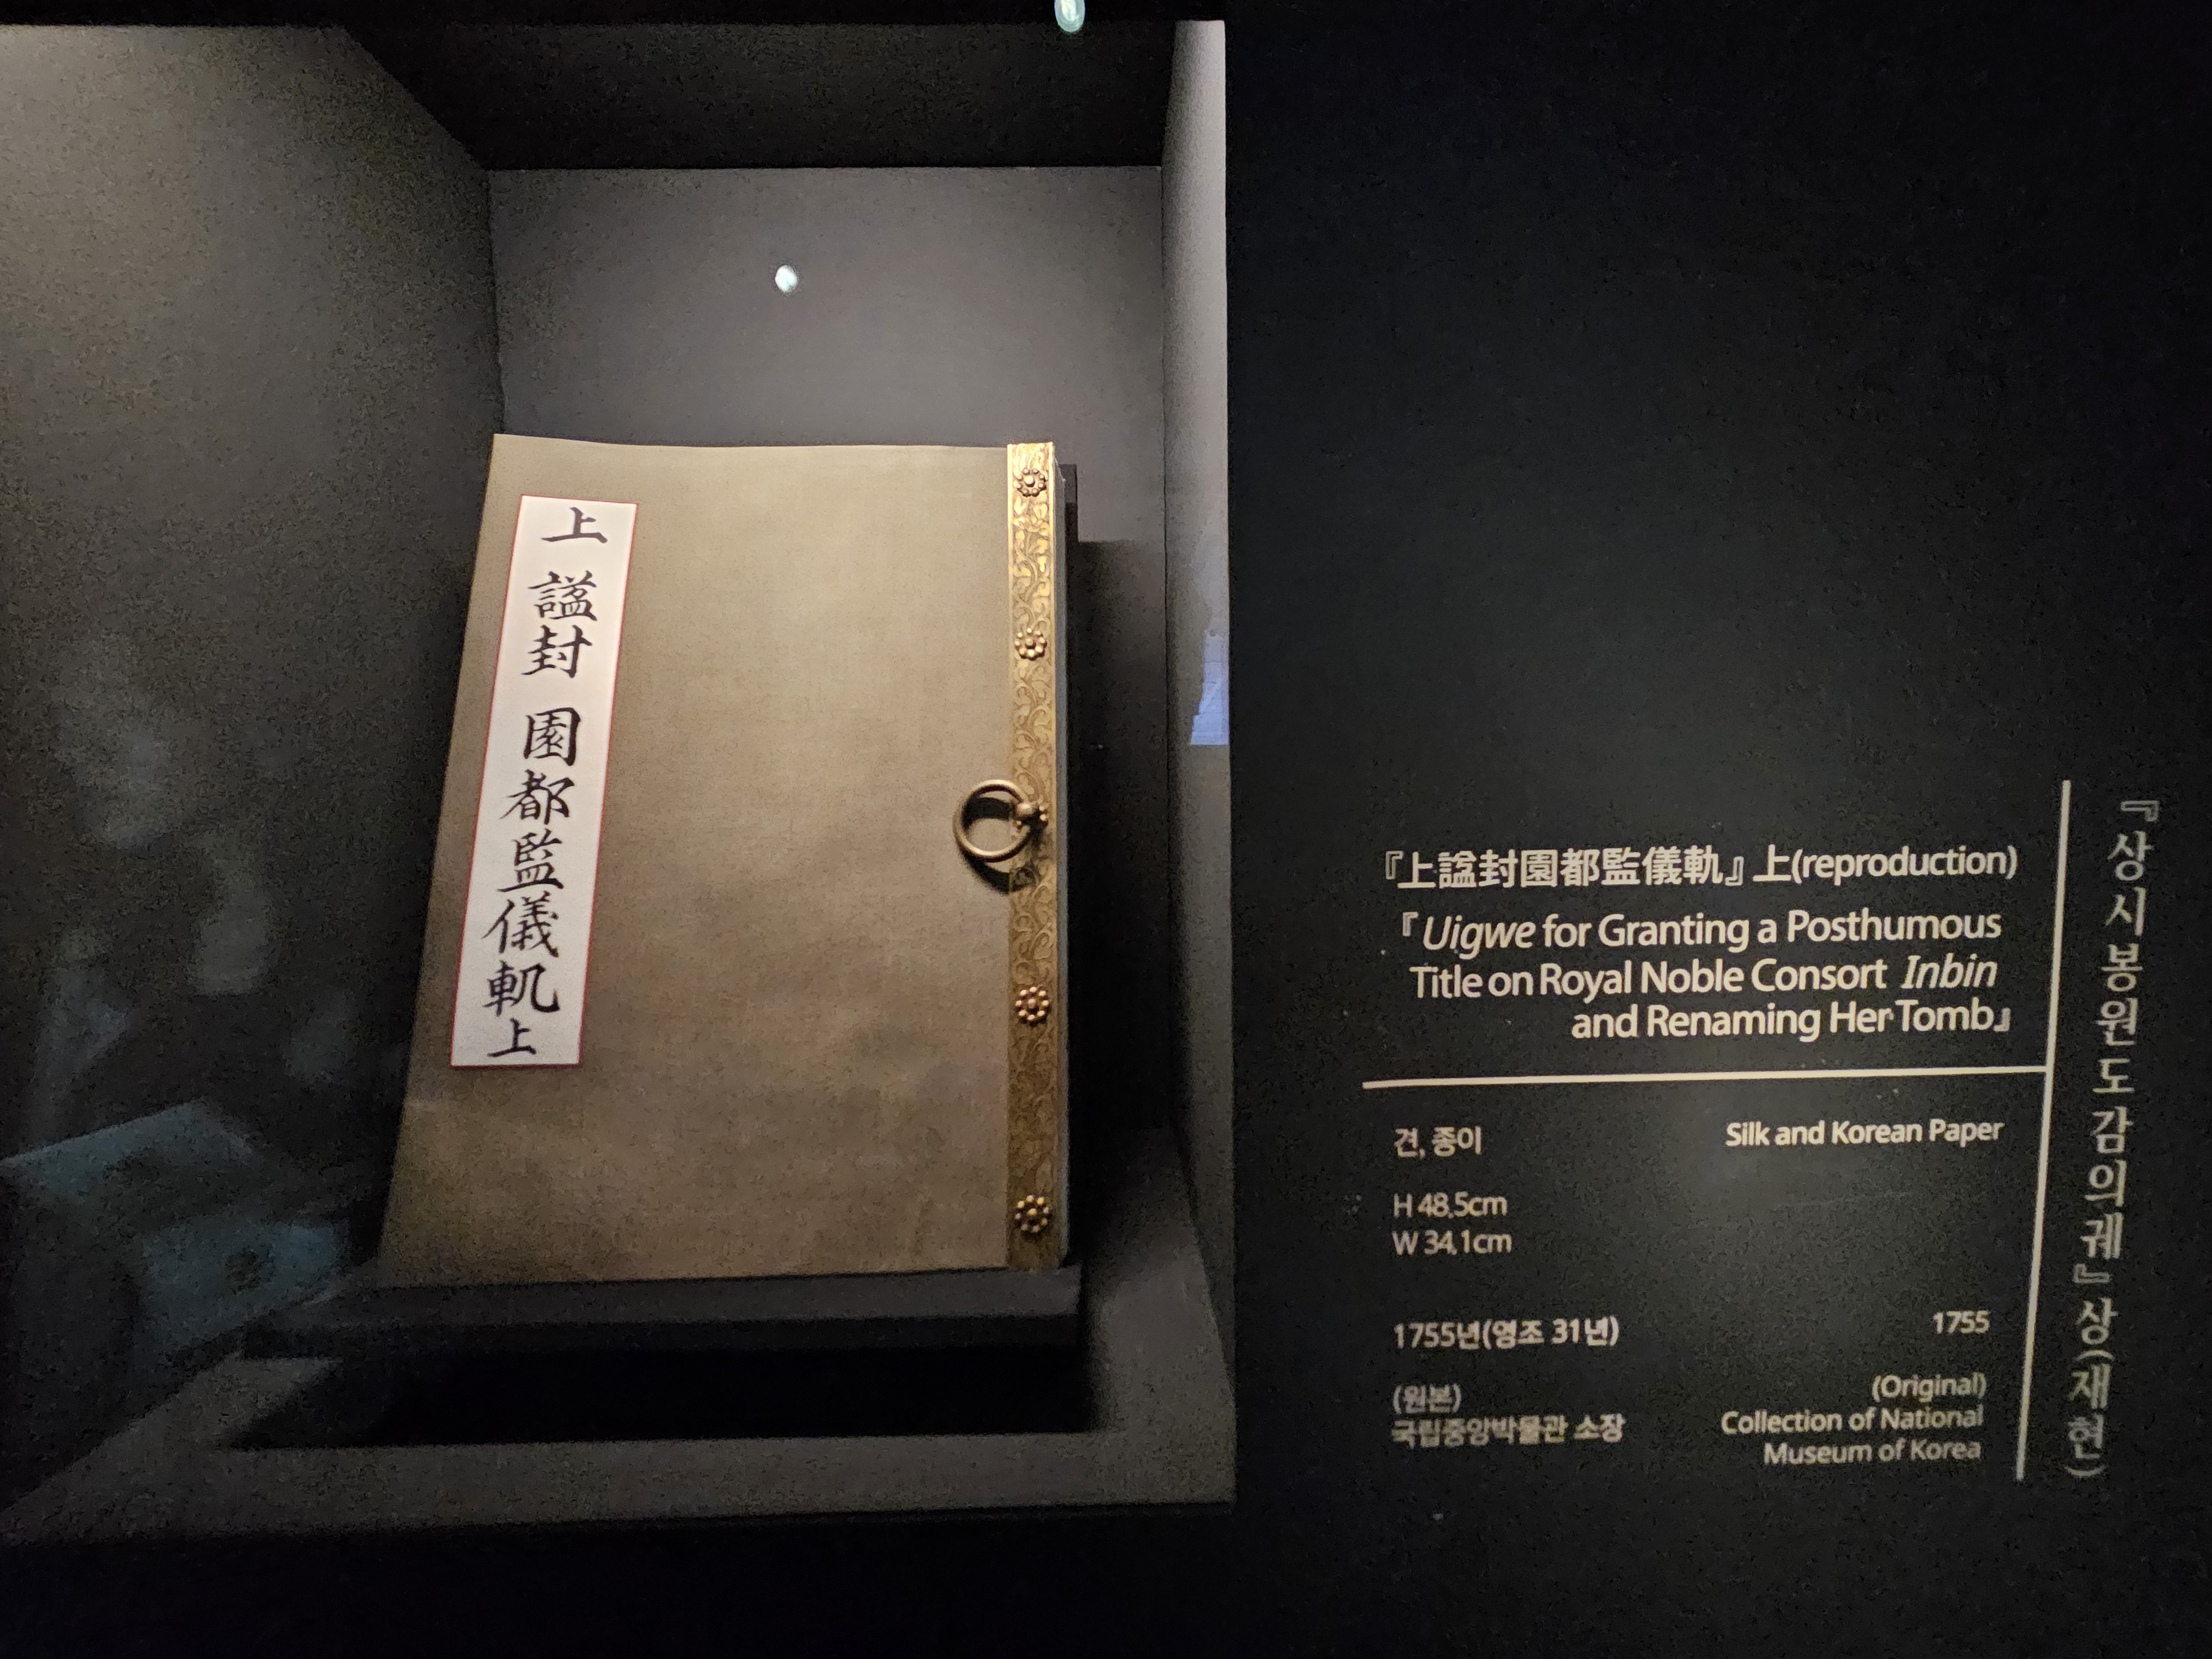 上 諡封 園都監儀軌 上
『上諡封園都監儀軌』上(reproduction)
『Uigwe for Granting a Posthumous
Title on Royal Noble Consort Inbin
and Renaming Her Tomb』
견, 종이
Silk and Korean Paper
H 48.5cm
W 34.1cm
1755년(영조 31년)
1755
(원본)
국립중앙박물관 소장
(Original)
Collection of National
Museum of Korea
『상시봉원도감의궤』상(재현)